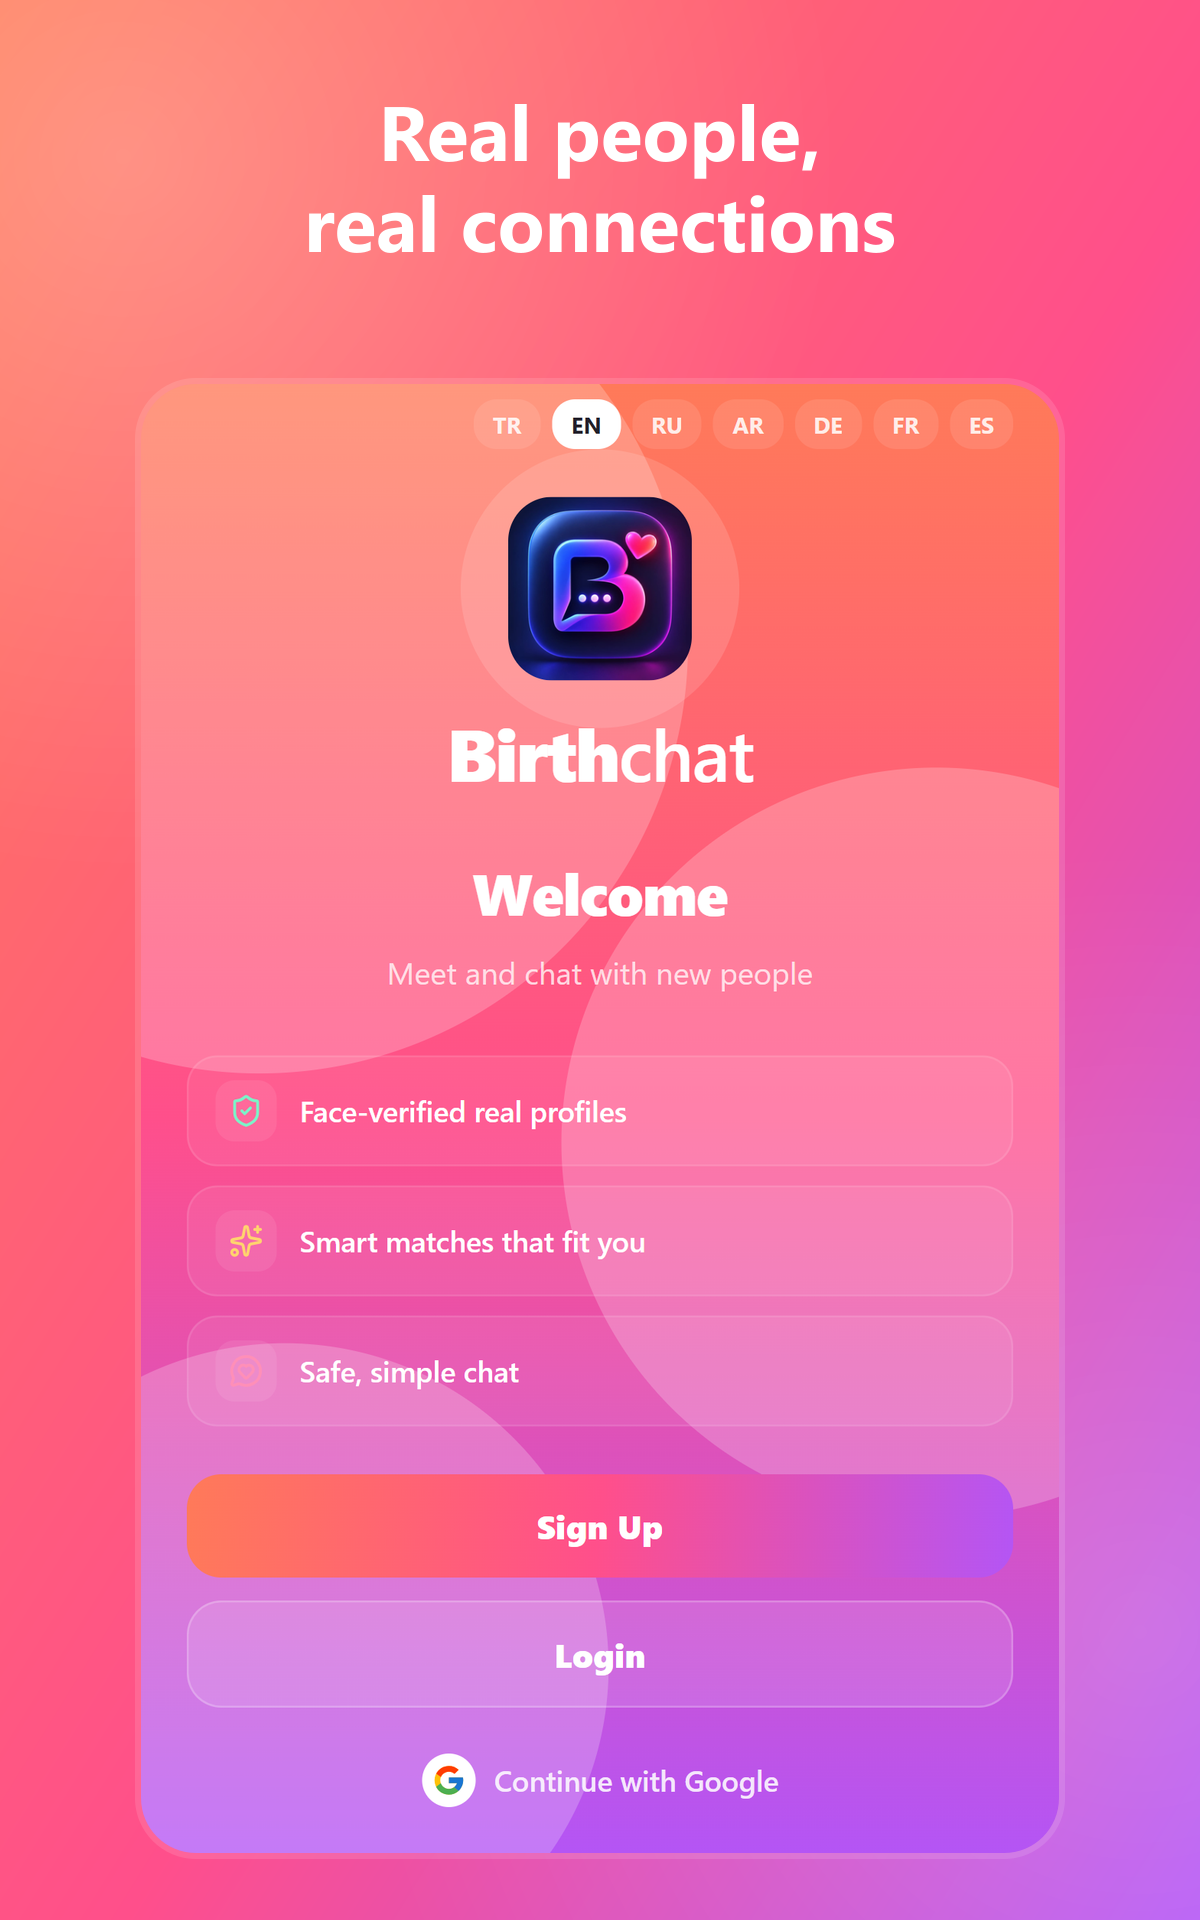 Real people,
real connections
TR EN RU AR DE FR ES
Birthchat
Welcome
Meet and chat with new people
Face-verified real profiles
Smart matches that fit you
Safe, simple chat
Sign Up
Login
Continue with Google